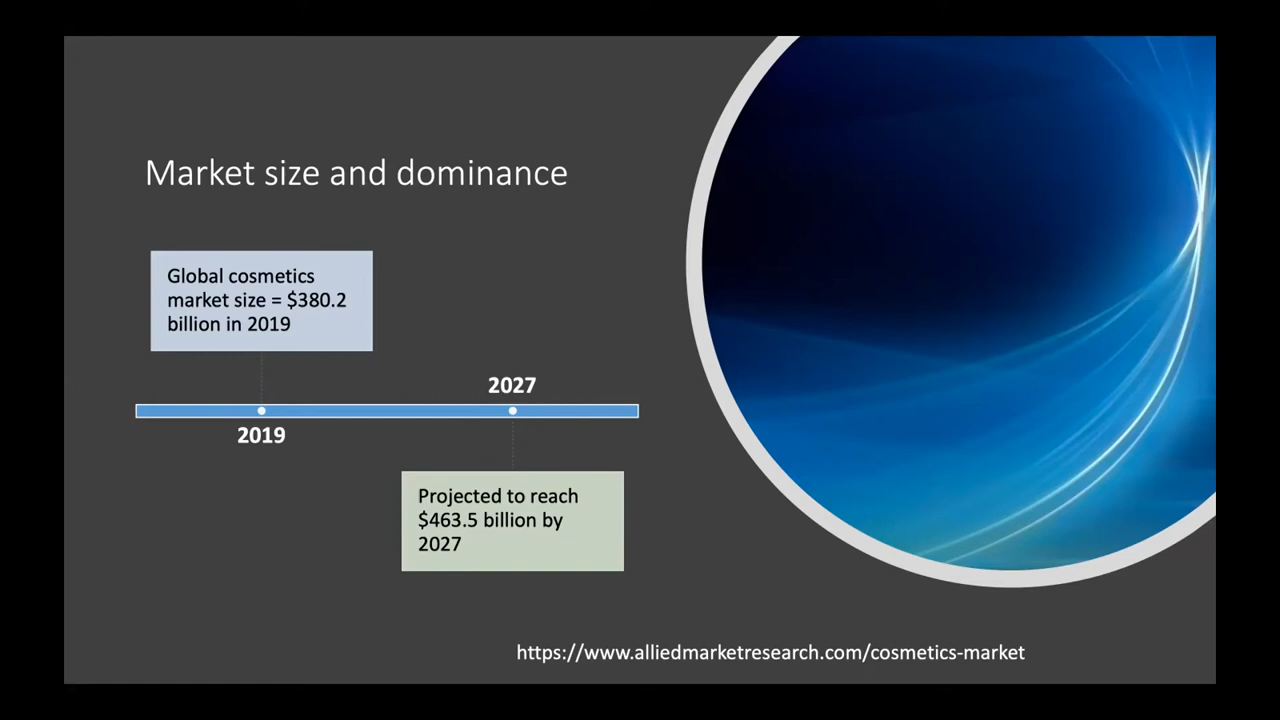 Market size and dominance
Global cosmetics
market size = $380.2
billion in 2019
2027
2019
Projected to reach
$463.5 billion by
2027
https://www.alliedmarketresearch.com/cosmetics-market